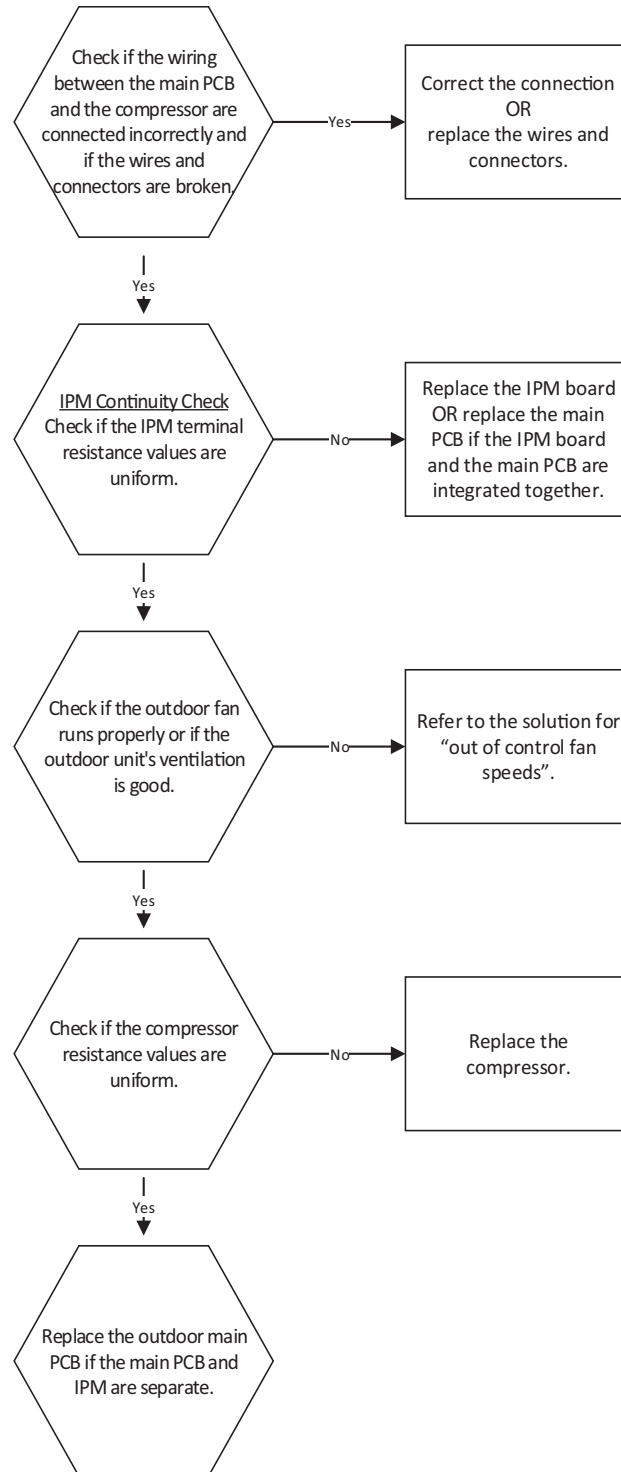 Check if the wiring
between the main PCB
and the compressor are
connected incorrectly and
if the wires and
connectors are broken.
Yes
Correct the connection
OR
replace the wires and
connectors.
Yes
IPM Continuity Check
Check if the IPM terminal
resistance values are
uniform.
No
Replace the IPM board
OR replace the main
PCB if the IPM board
and the main PCB are
integrated together.
Yes
Check if the outdoor fan
runs properly or if the
outdoor unit's ventilation
is good.
No
Refer to the solution for
“out of control fan
speeds”.
Yes
Check if the compressor
resistance values are
uniform.
No
Replace the
compressor.
Yes
Replace the outdoor main
PCB if the main PCB and
IPM are separate.